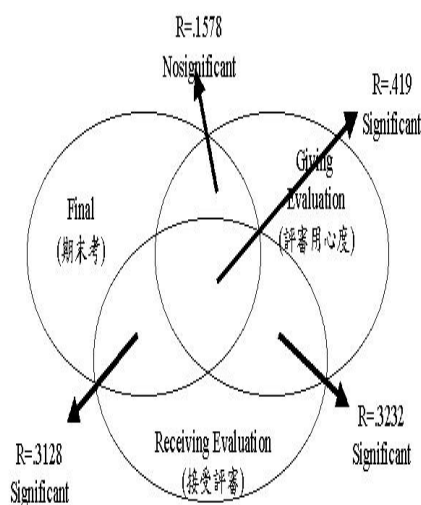 R=.1578
Nosignificant
R=.419
Significant
Giving
Evaluation
(評審用心度)
Final
(期末考)
R=.3232
Significant
Receiving Evaluation
(接受評審)
R=.3128
Significant